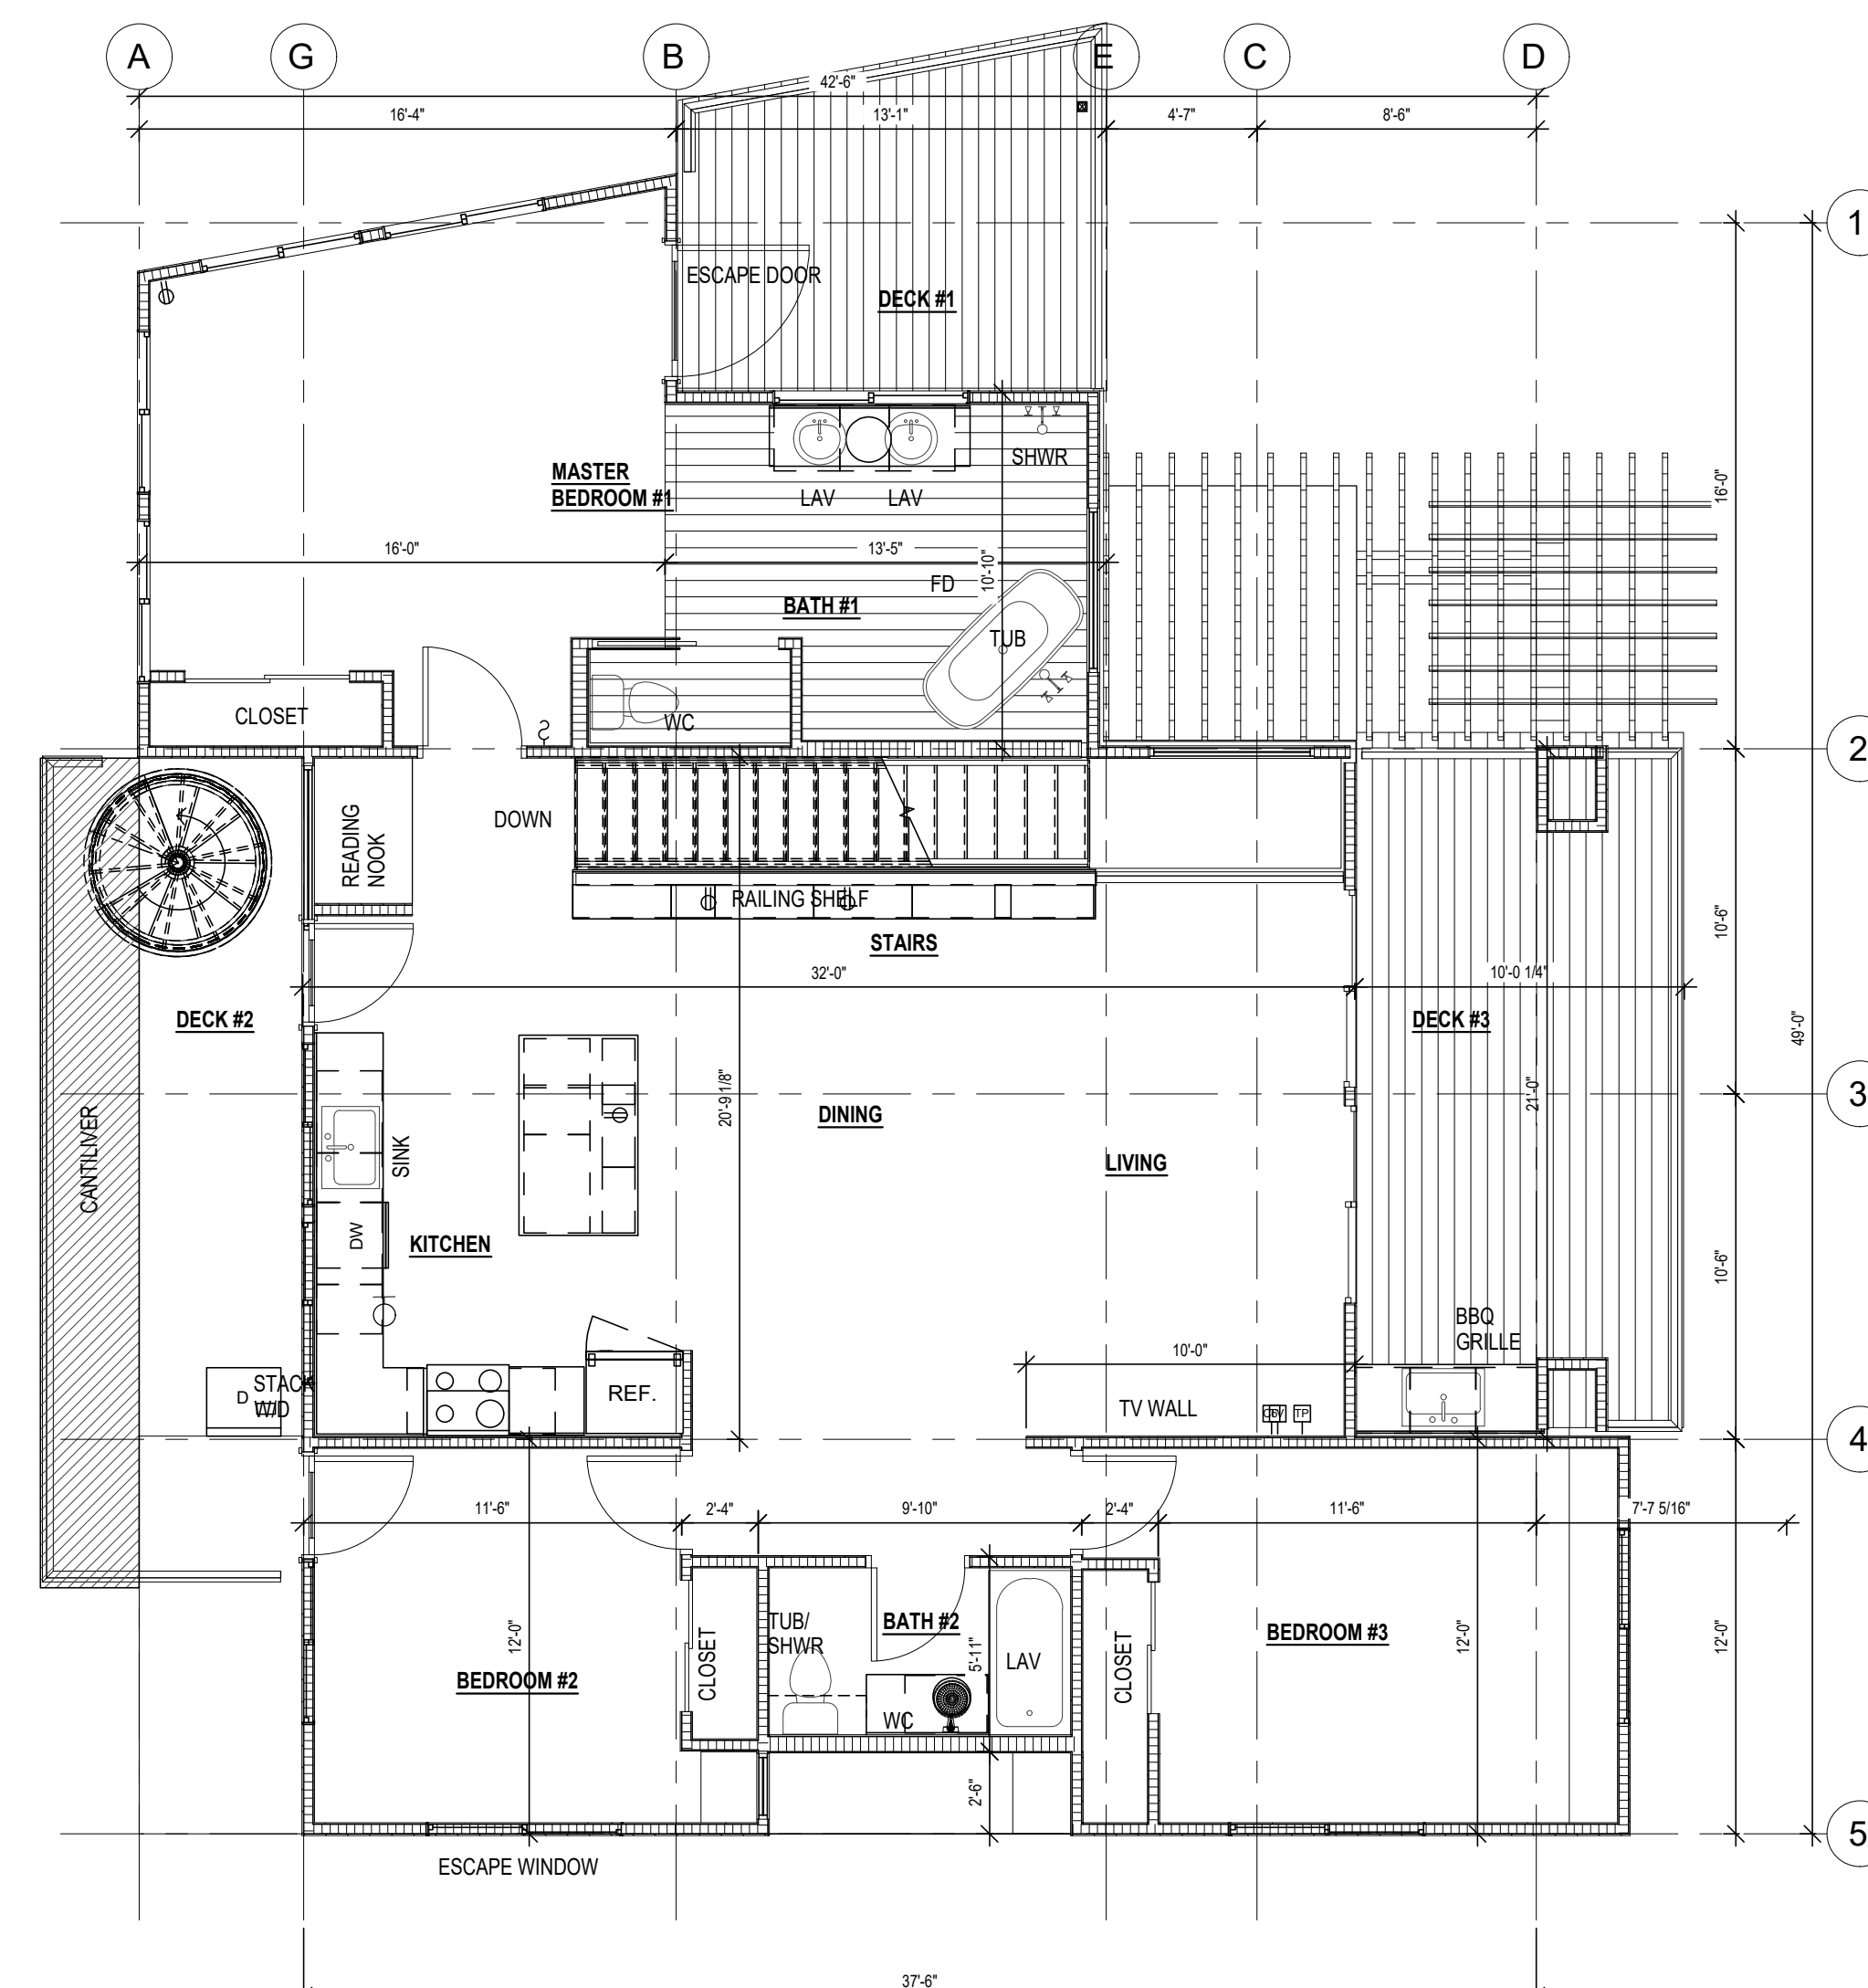 A
G
B
E
C
D
42'-6"
16'-4"
13'-1"
4'-7"
8'-6"
1
ESCAPE DOOR
DECK #1
MASTER
BEDROOM #1
SHWR
LAV
LAV
16'-0"
16'-0"
13'-5"
10'-10"
FD
BATH #1
TUB
CLOSET
WC
2
READING
NOOK
DOWN
RAILING SHELF
STAIRS
10'-6"
32'-0"
10'-0 1/4"
DECK #2
DECK #3
49'-0"
20'-9 1/8"
21'-0"
3
CANTILIVER
SINK
DINING
LIVING
DW
KITCHEN
10'-6"
BBQ
GRILLE
10'-0"
STACK
W/D
D
REF.
TV WALL
TP
4
11'-6"
2'-4"
9'-10"
2'-4"
11'-6"
7'-7 5/16"
12'-0"
CLOSET
TUB/
SHWR
BATH #2
5'-11"
LAV
CLOSET
BEDROOM #3
12'-0"
12'-0"
BEDROOM #2
WC
2'-6"
5
ESCAPE WINDOW
37'-6"